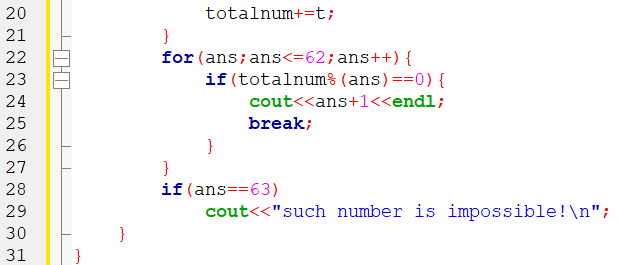 20 totalnum+=t;
21 }
22 for(ans;ans<=62;ans++){
23 if(totalnum%(ans)==0){
24 cout<<ans+1<<endl;
25 break;
26 }
27 }
28 if(ans==63)
29 cout<<"such number is impossible!\n";
30 }
31 }